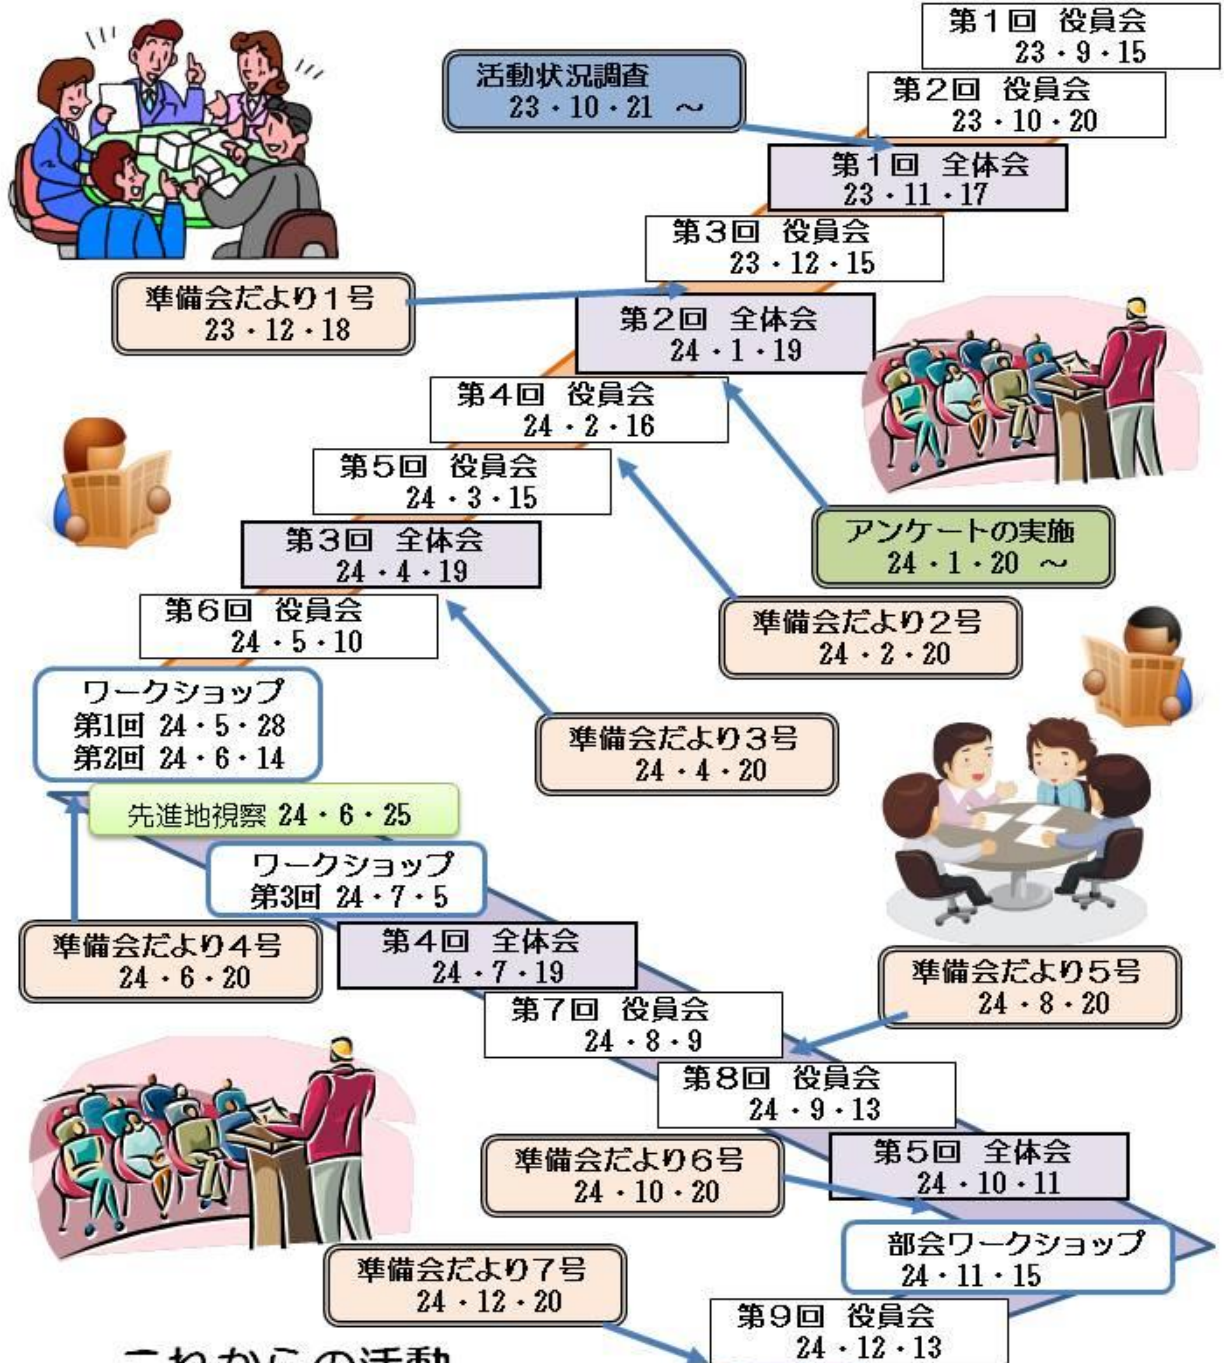 第1回 役員会
23・9・15
活動状況調査
23・10・21 ～
第2回 役員会
23・10・20
第1回 全体会
23・11・17
第3回 役員会
23・12・15
準備会だより1号
23・12・18
第2回 全体会
24・1・19
第4回 役員会
24・2・16
第5回 役員会
24・3・15
アンケートの実施
24・1・20 ～
第3回 全体会
24・4・19
第6回 役員会
24・5・10
準備会だより2号
24・2・20
ワークショップ
第1回 24・5・28
第2回 24・6・14
準備会だより3号
24・4・20
先進地視察 24・6・25
ワークショップ
第3回 24・7・5
準備会だより4号
24・6・20
第4回 全体会
24・7・19
準備会だより5号
24・8・20
第7回 役員会
24・8・9
第8回 役員会
24・9・13
準備会だより6号
24・10・20
第5回 全体会
24・10・11
部会ワークショップ
24・11・15
準備会だより7号
24・12・20
第9回 役員会
24・12・13
これからの活動